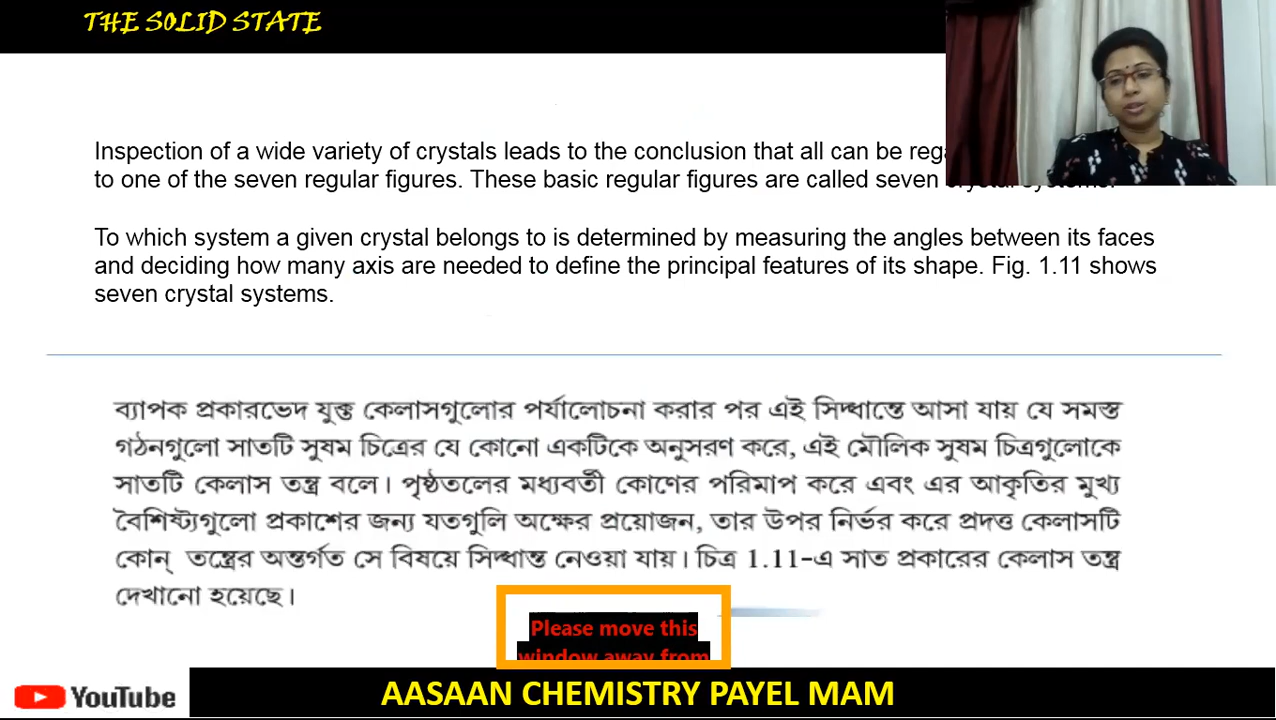 THE SOLID STATE
Inspection of a wide variety of crystals leads to the conclusion that all can be
to one of the seven regular figures. These basic regular figures are called seven crystal systems.
To which system a given crystal belongs to is determined by measuring the angles between its faces
and deciding how many axis are needed to define the principal features of its shape. Fig. 1.11 shows
seven crystal systems.
ব্যাপক প্রকারভেদ যুক্ত কেলাসগুলোর পর্যালোচনা করার পর এই সিদ্ধান্তে আসা যায় যে সমস্ত
গঠনগুলো সাতটি সুষম চিত্রের যে কোনো একটিকে অনুসরণ করে, এই মৌলিক সুষম চিত্রগুলোকে
সাতটি কেলাস তন্ত্র বলে। পৃষ্ঠতলের মধ্যবর্তী কোণের পরিমাপ করে এবং এর আকৃতির মুখ্য
বৈশিষ্ট্যগুলো প্রকাশের জন্য যতগুলি অক্ষের প্রয়োজন, তার উপর নির্ভর করে প্রদত্ত কেলাসটি
কোন্ তন্ত্রের অন্তর্গত সে বিষয়ে সিদ্ধান্ত নেওয়া যায়। চিত্র 1.11-এ সাত প্রকারের কেলাস তন্ত্র
দেখানো হয়েছে।
Please move this
window away from
YouTube
AASAAN CHEMISTRY PAYEL MAM